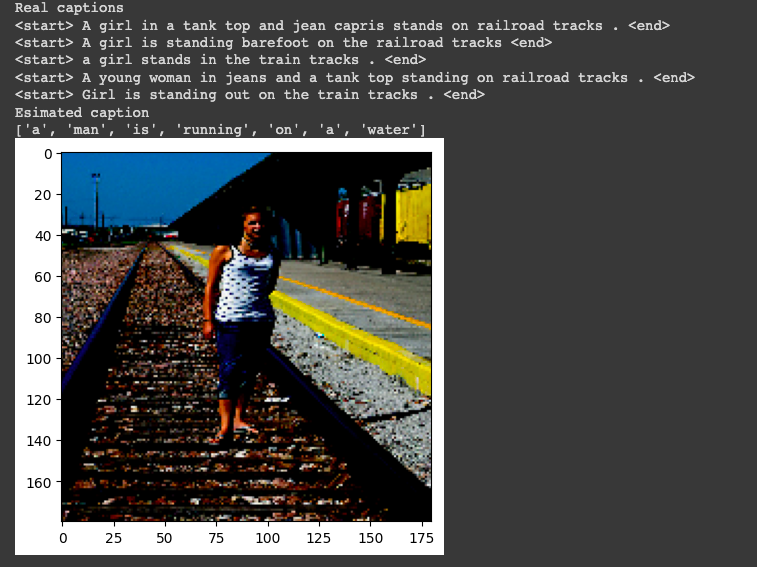 Real captions
<start> A girl in a tank top and jean capris stands on railroad tracks . <end>
<start> A girl is standing barefoot on the railroad tracks <end>
<start> a girl stands in the train tracks . <end>
<start> A young woman in jeans and a tank top standing on railroad tracks . <end>
<start> Girl is standing out on the train tracks . <end>
Esimated caption
['a', 'man', 'is', 'running', 'on', 'a', 'water']
0
20
40
60
80
100
120
140
160
0 25 50 75 100 125 150 175